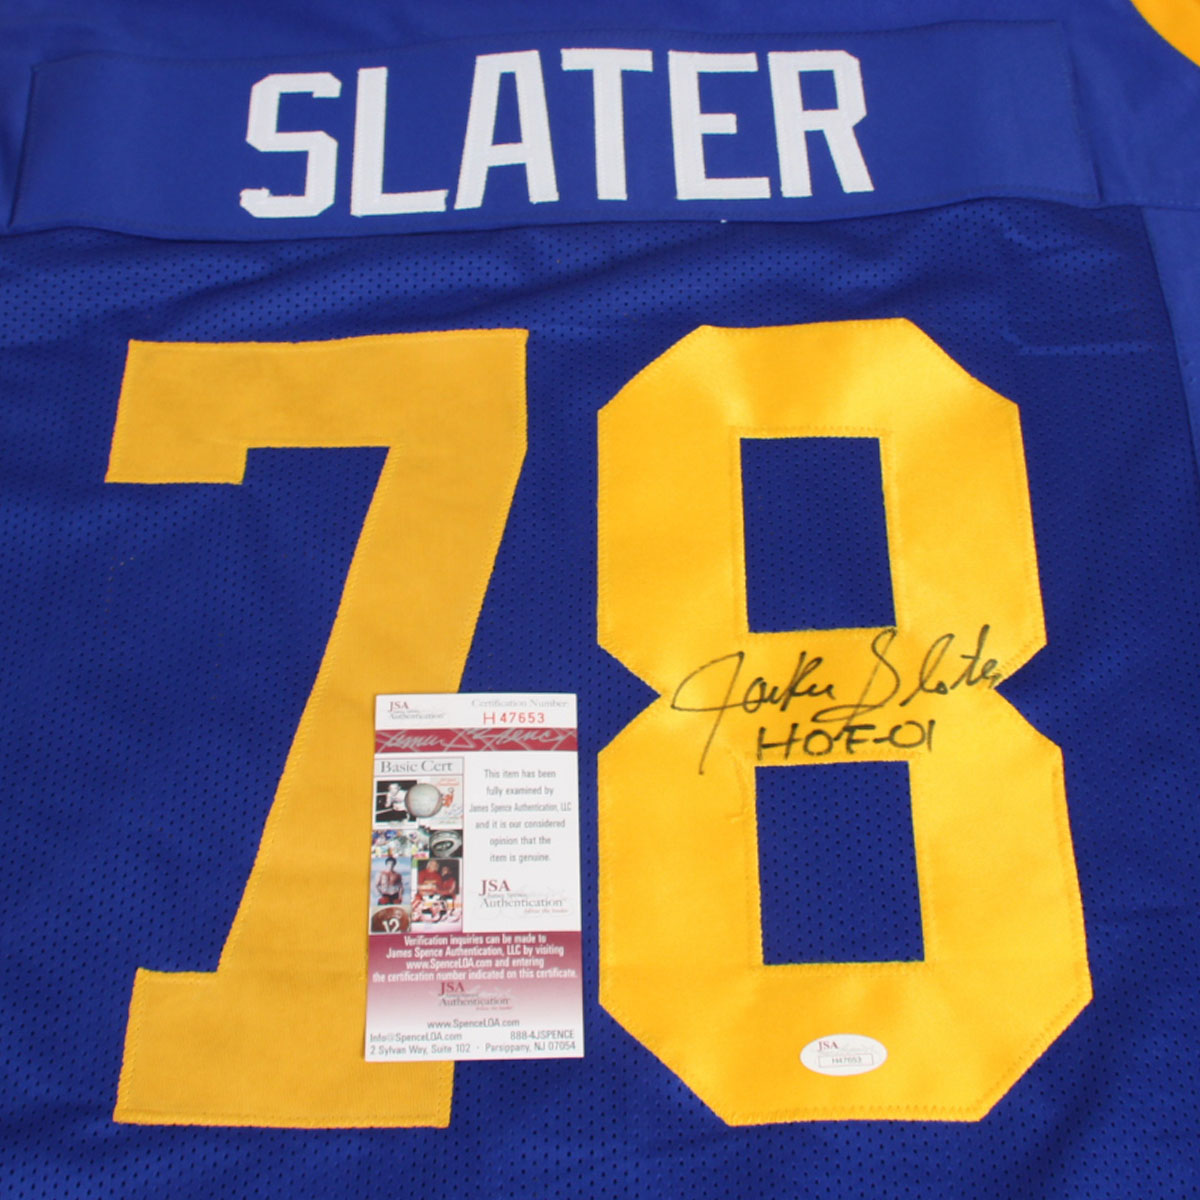 SLATER
78
Jackie Slater
HOF-01
JSA
Authentication
Certification Number:
H 47653
Basic Cert
This item has been
fully examined by
James Spence Authentication, LLC
and it is our considered
opinion that the
item is genuine.
JSA
Authentication
12
Verification inquiries can be made to
James Spence Authentication, LLC by visiting
www.SpenceLOA.com and entering
the certification number indicated on this certificate.
JSA
Authentication
www.SpenceLOA.com
Info@SpenceLOA.com 888-4JSPENCE
2 Sylvan Way, Suite 102 · Parsippany, NJ 07054
JSA
H47653